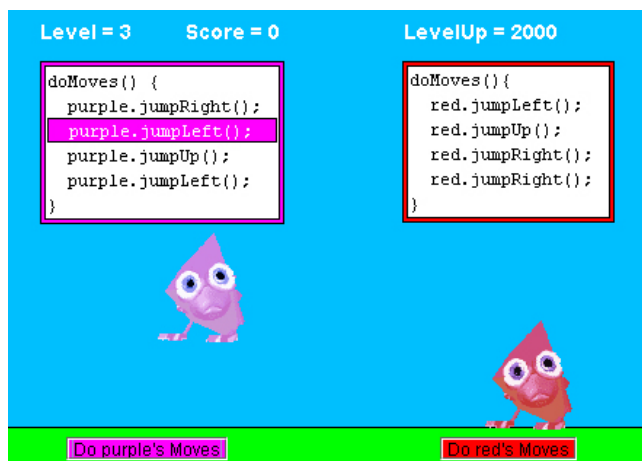 Level = 3 Score = 0 LevelUp = 2000
doMoves() {
purple.jumpRight();
purple.jumpLeft();
purple.jumpUp();
purple.jumpLeft();
}
doMoves(){
red.jumpLeft();
red.jumpUp();
red.jumpRight();
red.jumpRight();
}
Do purple's Moves
Do red's Moves